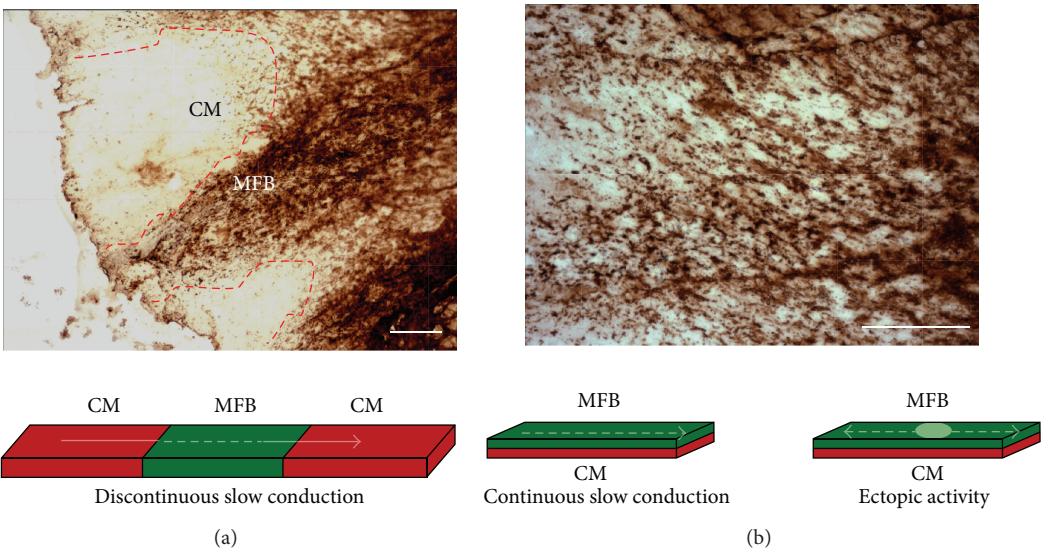 CM
MFB
CM MFB CM
Discontinuous slow conduction
(a)
MFB
CM
Continuous slow conduction
MFB
CM
Ectopic activity
(b)